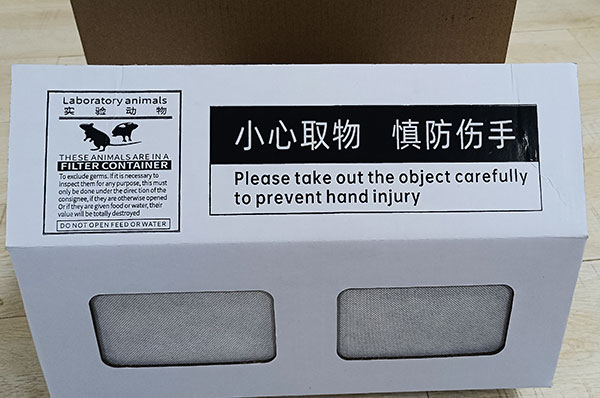 Laboratory animals
实 验 动 物
THESE ANIMALS ARE IN A
FILTER CONTAINER
To exclude germs. If it is necessary to
inspect them for any purpose, this must
only be done under the direction of the
consignee, if they are otherwise opened
Or if they are given food or water, their
value will be totally destroyed
DO NOT OPEN FEED OR WATER
小心取物 慎防伤手
Please take out the object carefully
to prevent hand injury